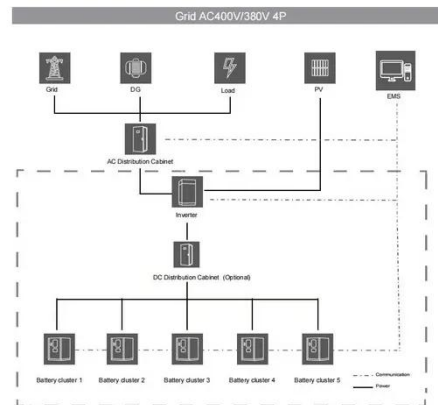 Grid AC400V/380V 4P
Grid
DG
Load
PV
EMS
AC Distribution Cabinet
Inverter
DC Distribution Cabinet (Optional)
Battery cluster 1
Battery cluster 2
Battery cluster 3
Battery cluster 4
Battery cluster 5
Communication
Power